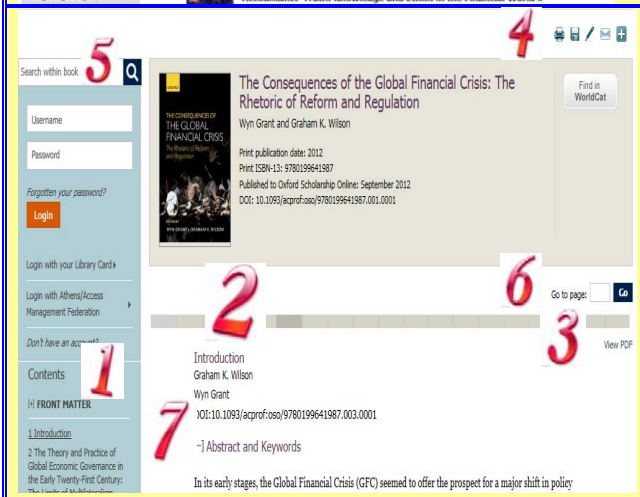 4
Search within book
5
The Consequences of the Global Financial Crisis: The
Rhetoric of Reform and Regulation
Wyn Grant and Graham K. Wilson
Print publication date: 2012
Print ISBN-13: 9780199641987
Published to Oxford Scholarship Online: September 2012
DOI: 10.1093/acprof:oso/9780199641987.001.0001
Find in
WorldCat
THE CONSEQUENCES OF
THE GLOBAL
FINANCIAL CRISIS
The Rhetoric of Reform
and Regulation
WYN GRANT & GRAHAM K. WILSON
Username
Password
Forgotten your password?
Login
Login with your Library Card
Login with Athens/Access
Management Federation
Don't have an account?
2
6
Go to page:
Go
3
View PDF
Contents
1
[+] FRONT MATTER
1 Introduction
2 The Theory and Practice of
Global Economic Governance in
the Early Twenty-First Century:
The Limits of Multilateralism
Introduction
Graham K. Wilson
Wyn Grant
7
DOI:10.1093/acprof:oso/9780199641987.003.0001
-] Abstract and Keywords
In its early stages, the Global Financial Crisis (GFC) seemed to offer the prospect for a major shift in policy